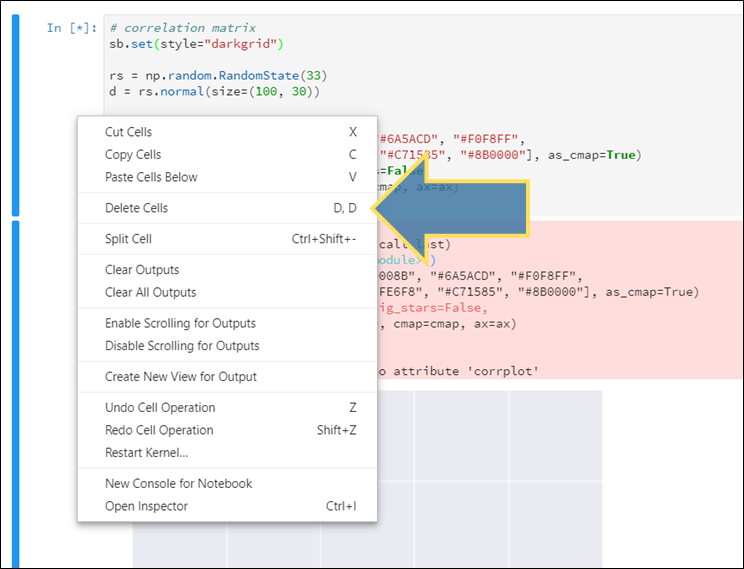 In [*]:
# correlation matrix
sb.set(style="darkgrid")
rs = np.random.RandomState(33)
d = rs.normal(size=(100, 30))
"#6A5ACD", "#F0F8FF",
"#C71585", "#8B0000"], as_cmap=True)
=False
ax=ax)
Cut Cells X
Copy Cells C
Paste Cells Below V
Delete Cells D, D
Split Cell Ctrl+Shift+-
Clear Outputs
Clear All Outputs
Enable Scrolling for Outputs
Disable Scrolling for Outputs
Create New View for Output
Undo Cell Operation Z
Redo Cell Operation Shift+Z
Restart Kernel...
New Console for Notebook
Open Inspector Ctrl+I
call last)
module>()
008B", "#6A5ACD", "#F0F8FF",
FE6F8", "#C71585", "#8B0000"], as_cmap=True)
ig_stars=False,
, cmap=cmap, ax=ax)
o attribute 'corrplot'